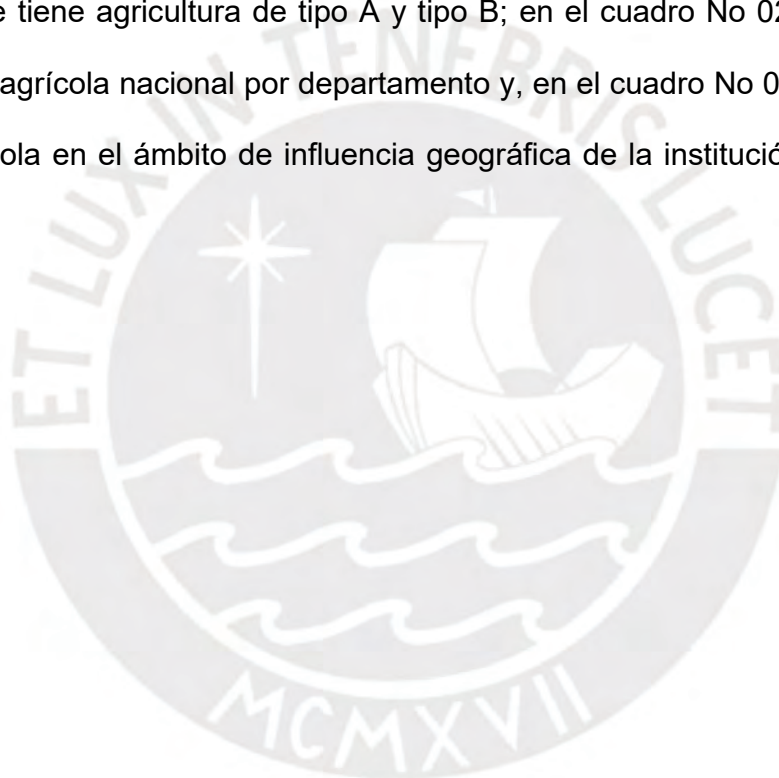 e tiene agricultura de tipo A y tipo B; en el cuadro No 02
agrícola nacional por departamento y, en el cuadro No 0
ola en el ámbito de influencia geográfica de la institució
ET LUX IN TENEBRIS LUCET
MCMXVII